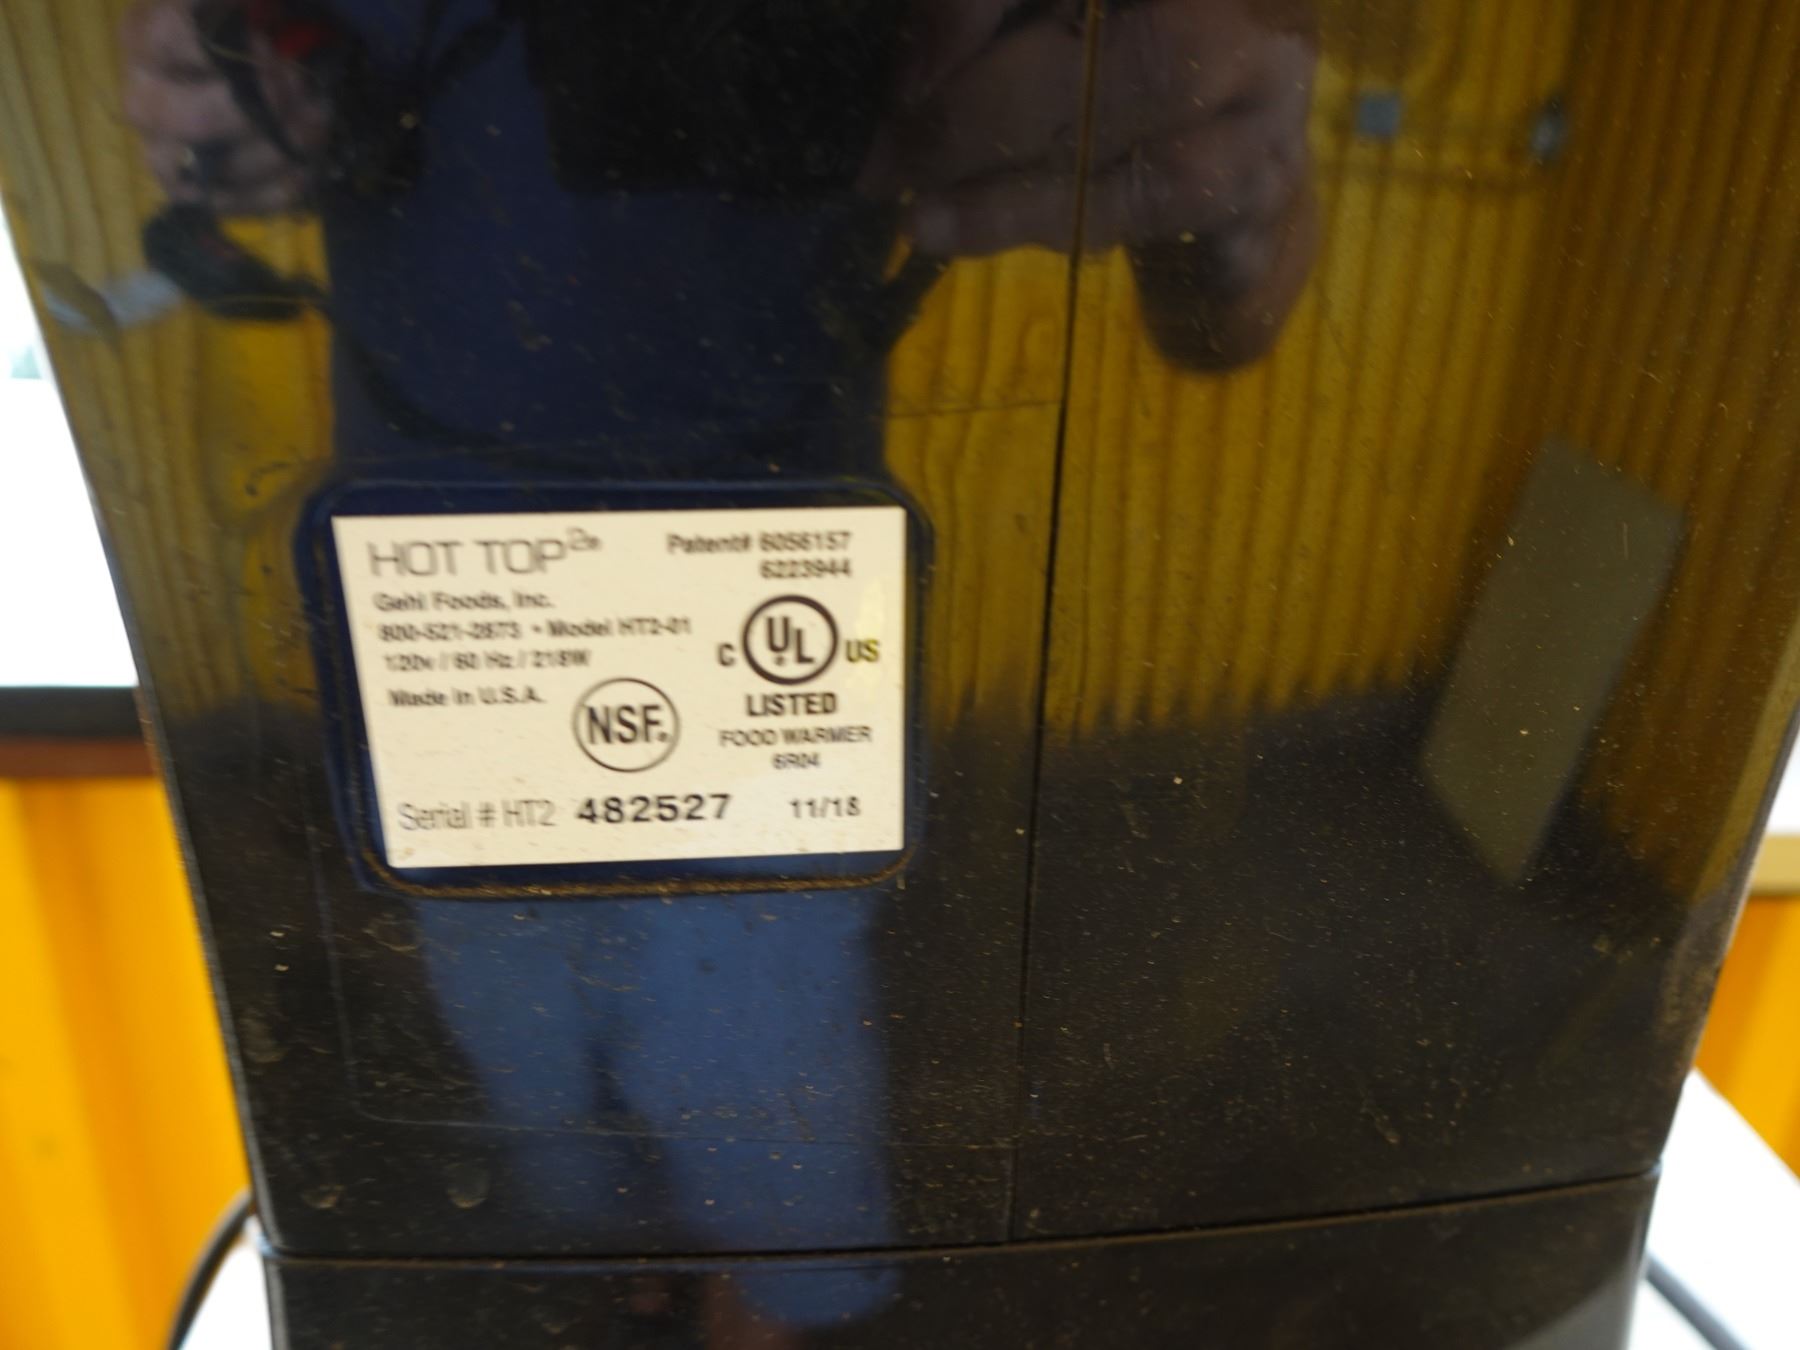 HOT TOP2®
Patent# 6056157
6223944
Gehl Foods, Inc.
800-521-2873 • Model HT2-01
120v / 60 Hz / 218W
Made in U.S.A.
NSF®
C UL® US
LISTED
FOOD WARMER
6R04
Serial # HT2 482527 11/18